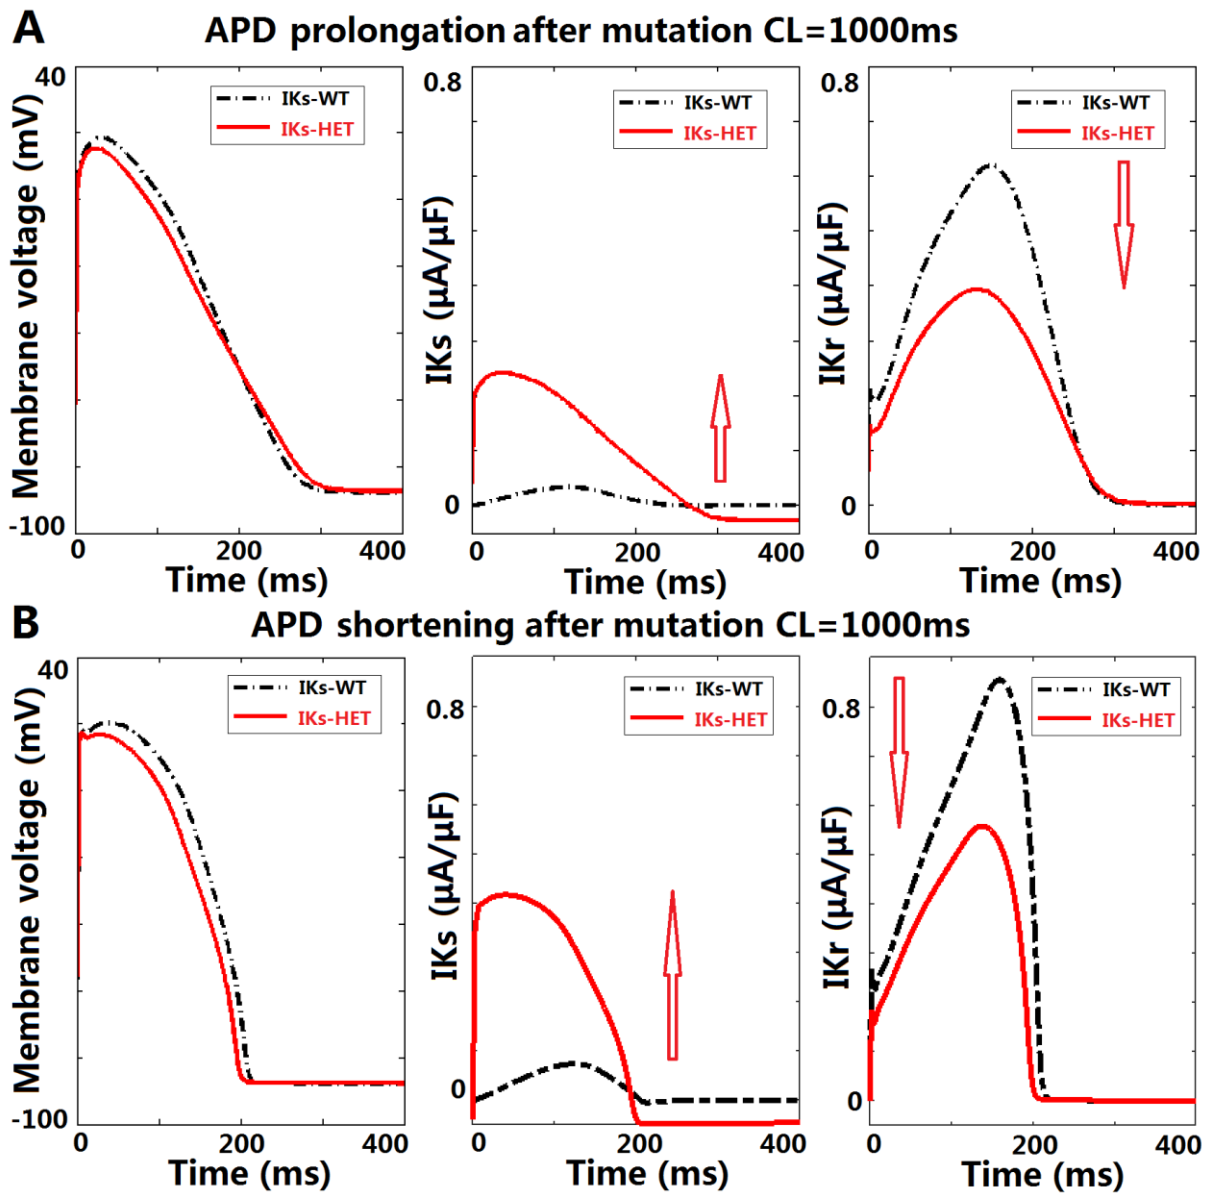 A
APD prolongation after mutation CL=1000ms
40
-100
Membrane voltage (mV)
IKs-WT
IKs-HET
0
200
400
Time (ms)
0.8
0
IKs (μA/μF)
IKs-WT
IKs-HET
0
200
400
Time (ms)
0.8
0
IKr (μA/μF)
IKs-WT
IKs-HET
0
200
400
Time (ms)
B
APD shortening after mutation CL=1000ms
40
-100
Membrane voltage (mV)
IKs-WT
IKs-HET
0
200
400
Time (ms)
0.8
0
IKs (μA/μF)
IKs-WT
IKs-HET
0
200
400
Time (ms)
0.8
0
IKr (μA/μF)
IKs-WT
IKs-HET
0
200
400
Time (ms)